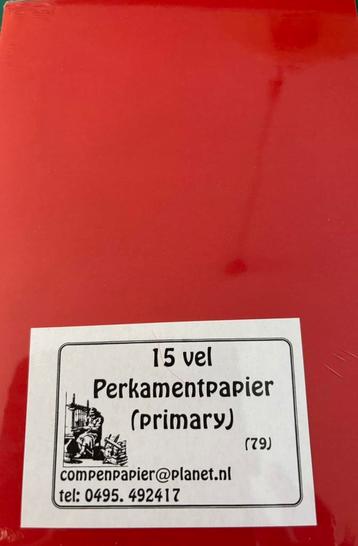 15 vel
Perkamentpapier
(primary)
(79)
compenpapier@planet.nl
tel: 0495. 492417